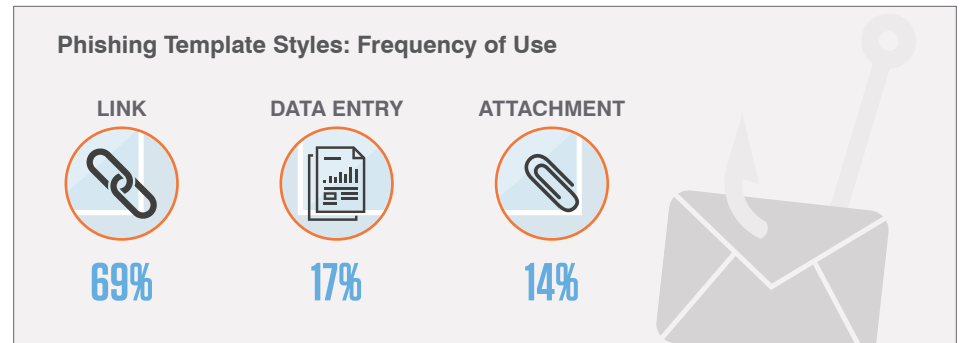 Phishing Template Styles: Frequency of Use
LINK DATA ENTRY ATTACHMENT
69% 17% 14%